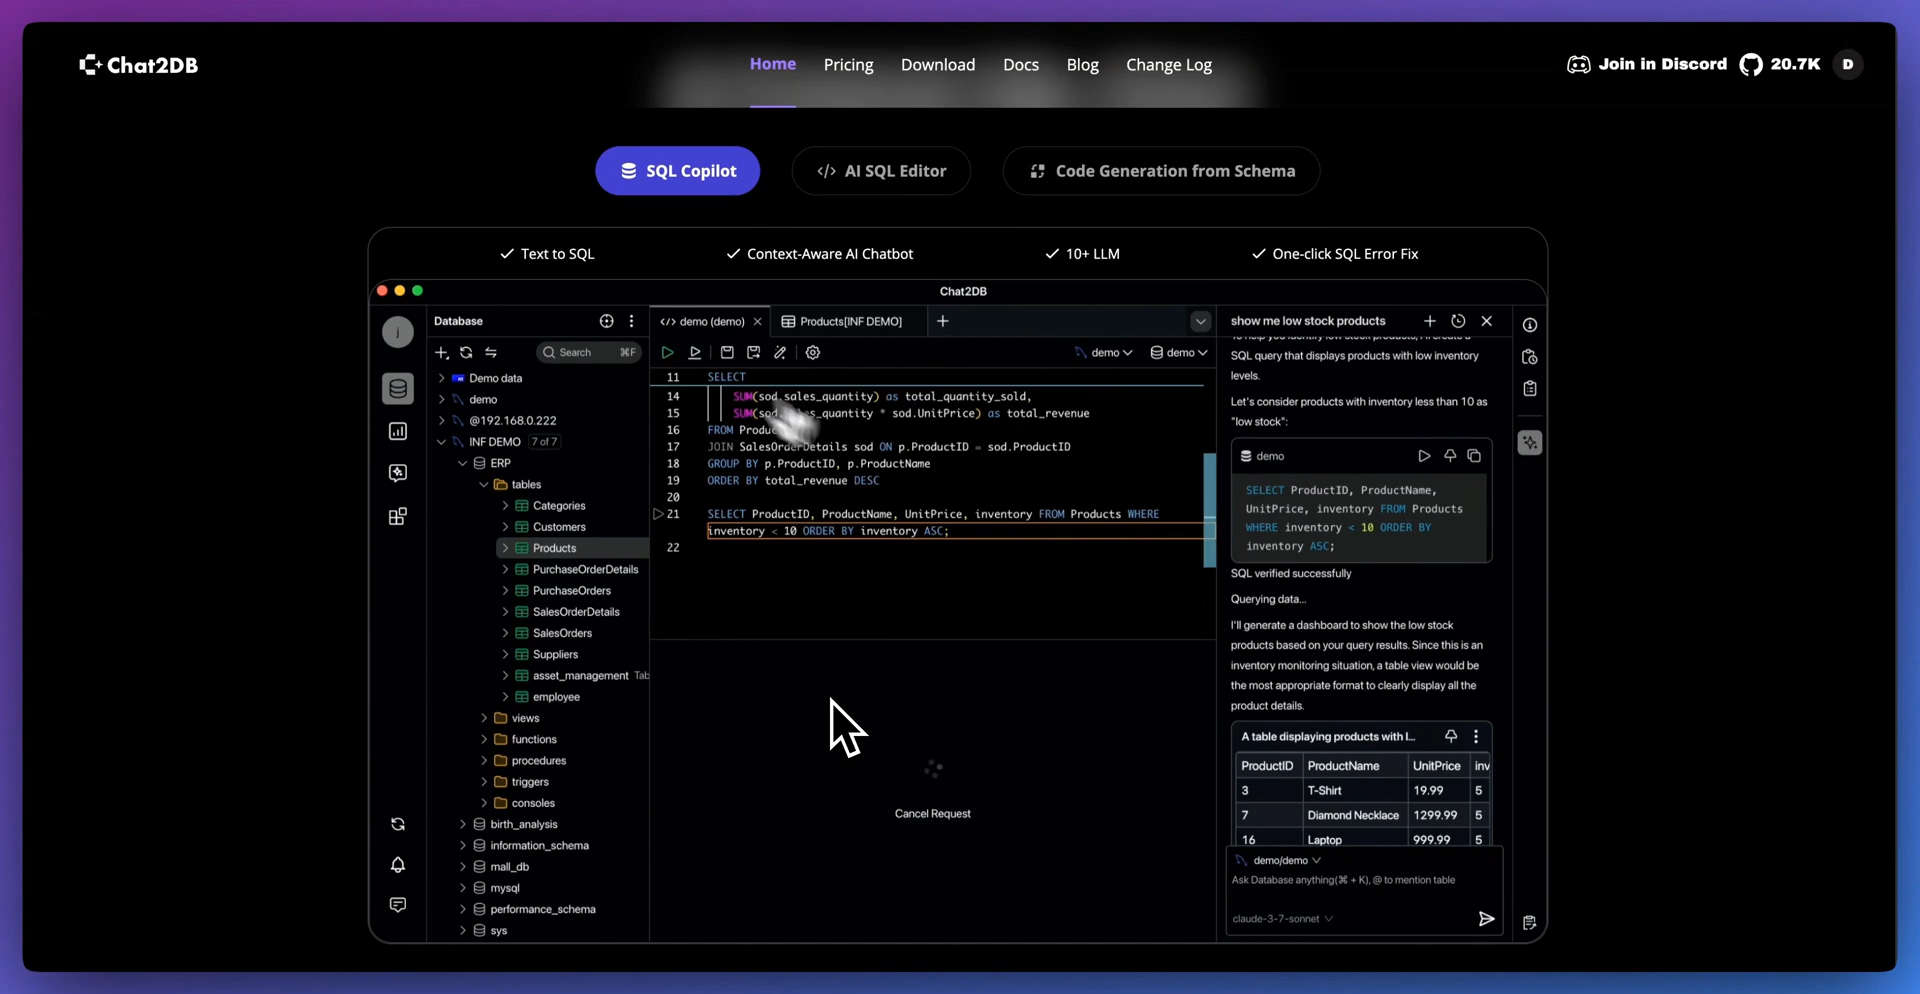 Chat2DB
Home Pricing Download Docs Blog Change Log
Join in Discord 20.7K D
SQL Copilot
</> AI SQL Editor
Code Generation from Schema
Text to SQL
Context-Aware AI Chatbot
10+ LLM
One-click SQL Error Fix
Chat2DB
j
Database
Search ⌘F
Demo data
demo
@192.168.0.222
INF DEMO 7 of 7
ERP
tables
Categories
Customers
Products
PurchaseOrderDetails
PurchaseOrders
SalesOrderDetails
SalesOrders
Suppliers
asset_management Tab
employee
views
functions
procedures
triggers
consoles
birth_analysis
information_schema
mall_db
mysql
performance_schema
sys
</> demo (demo)
Products[INF DEMO]
demo demo
11 SELECT
14 SUM(sod.sales_quantity) as total_quantity_sold,
15 * sod.UnitPrice) as total_revenue
16 FROM
17 JOIN SalesOrderDetails sod ON p.ProductID = sod.ProductID
18 GROUP BY p.ProductID, p.ProductName
19 ORDER BY total_revenue DESC
20
21 SELECT ProductID, ProductName, UnitPrice, inventory FROM Products WHERE
inventory < 10 ORDER BY inventory ASC;
22
Cancel Request
show me low stock products
SQL query that displays products with low inventory
levels.
Let's consider products with inventory less than 10 as
"low stock":
demo
SELECT ProductID, ProductName,
UnitPrice, inventory FROM Products
WHERE inventory < 10 ORDER BY
inventory ASC;
SQL verified successfully
Querying data...
I'll generate a dashboard to show the low stock
products based on your query results. Since this is an
inventory monitoring situation, a table view would be
the most appropriate format to clearly display all the
product details.
A table displaying products with l...
ProductID ProductName UnitPrice inv
3 T-Shirt 19.99 5
7 Diamond Necklace 1299.99 5
16 Laptop 999.99 5
demo/demo
Ask Database anything(⌘ + K), @ to mention table
claude-3-7-sonnet